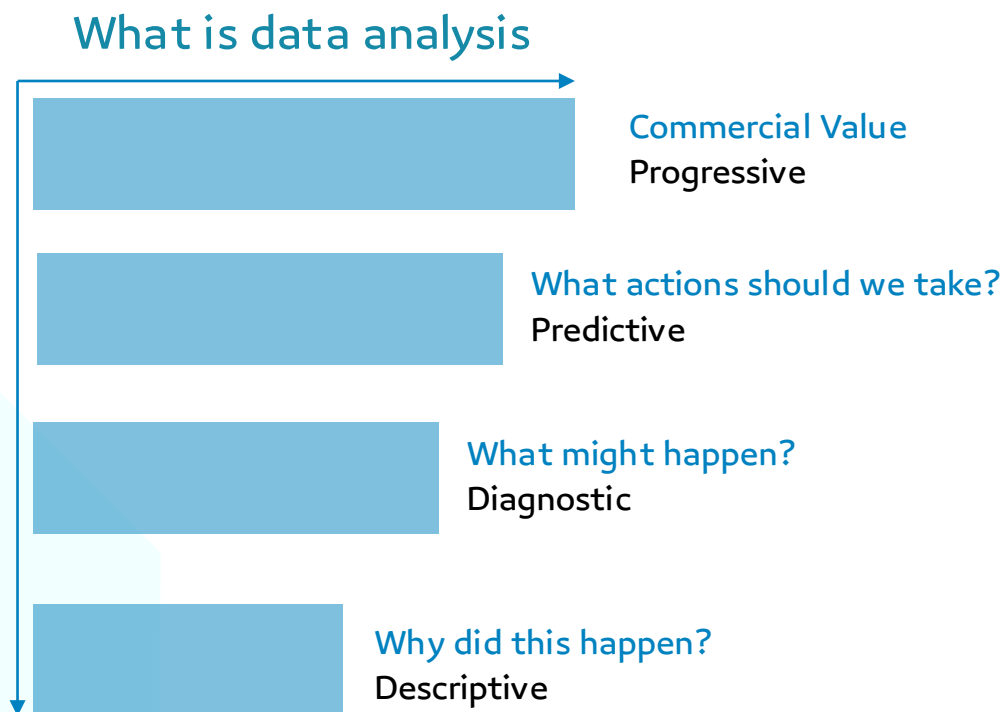 What is data analysis
Commercial Value
Progressive
What actions should we take?
Predictive
What might happen?
Diagnostic
Why did this happen?
Descriptive